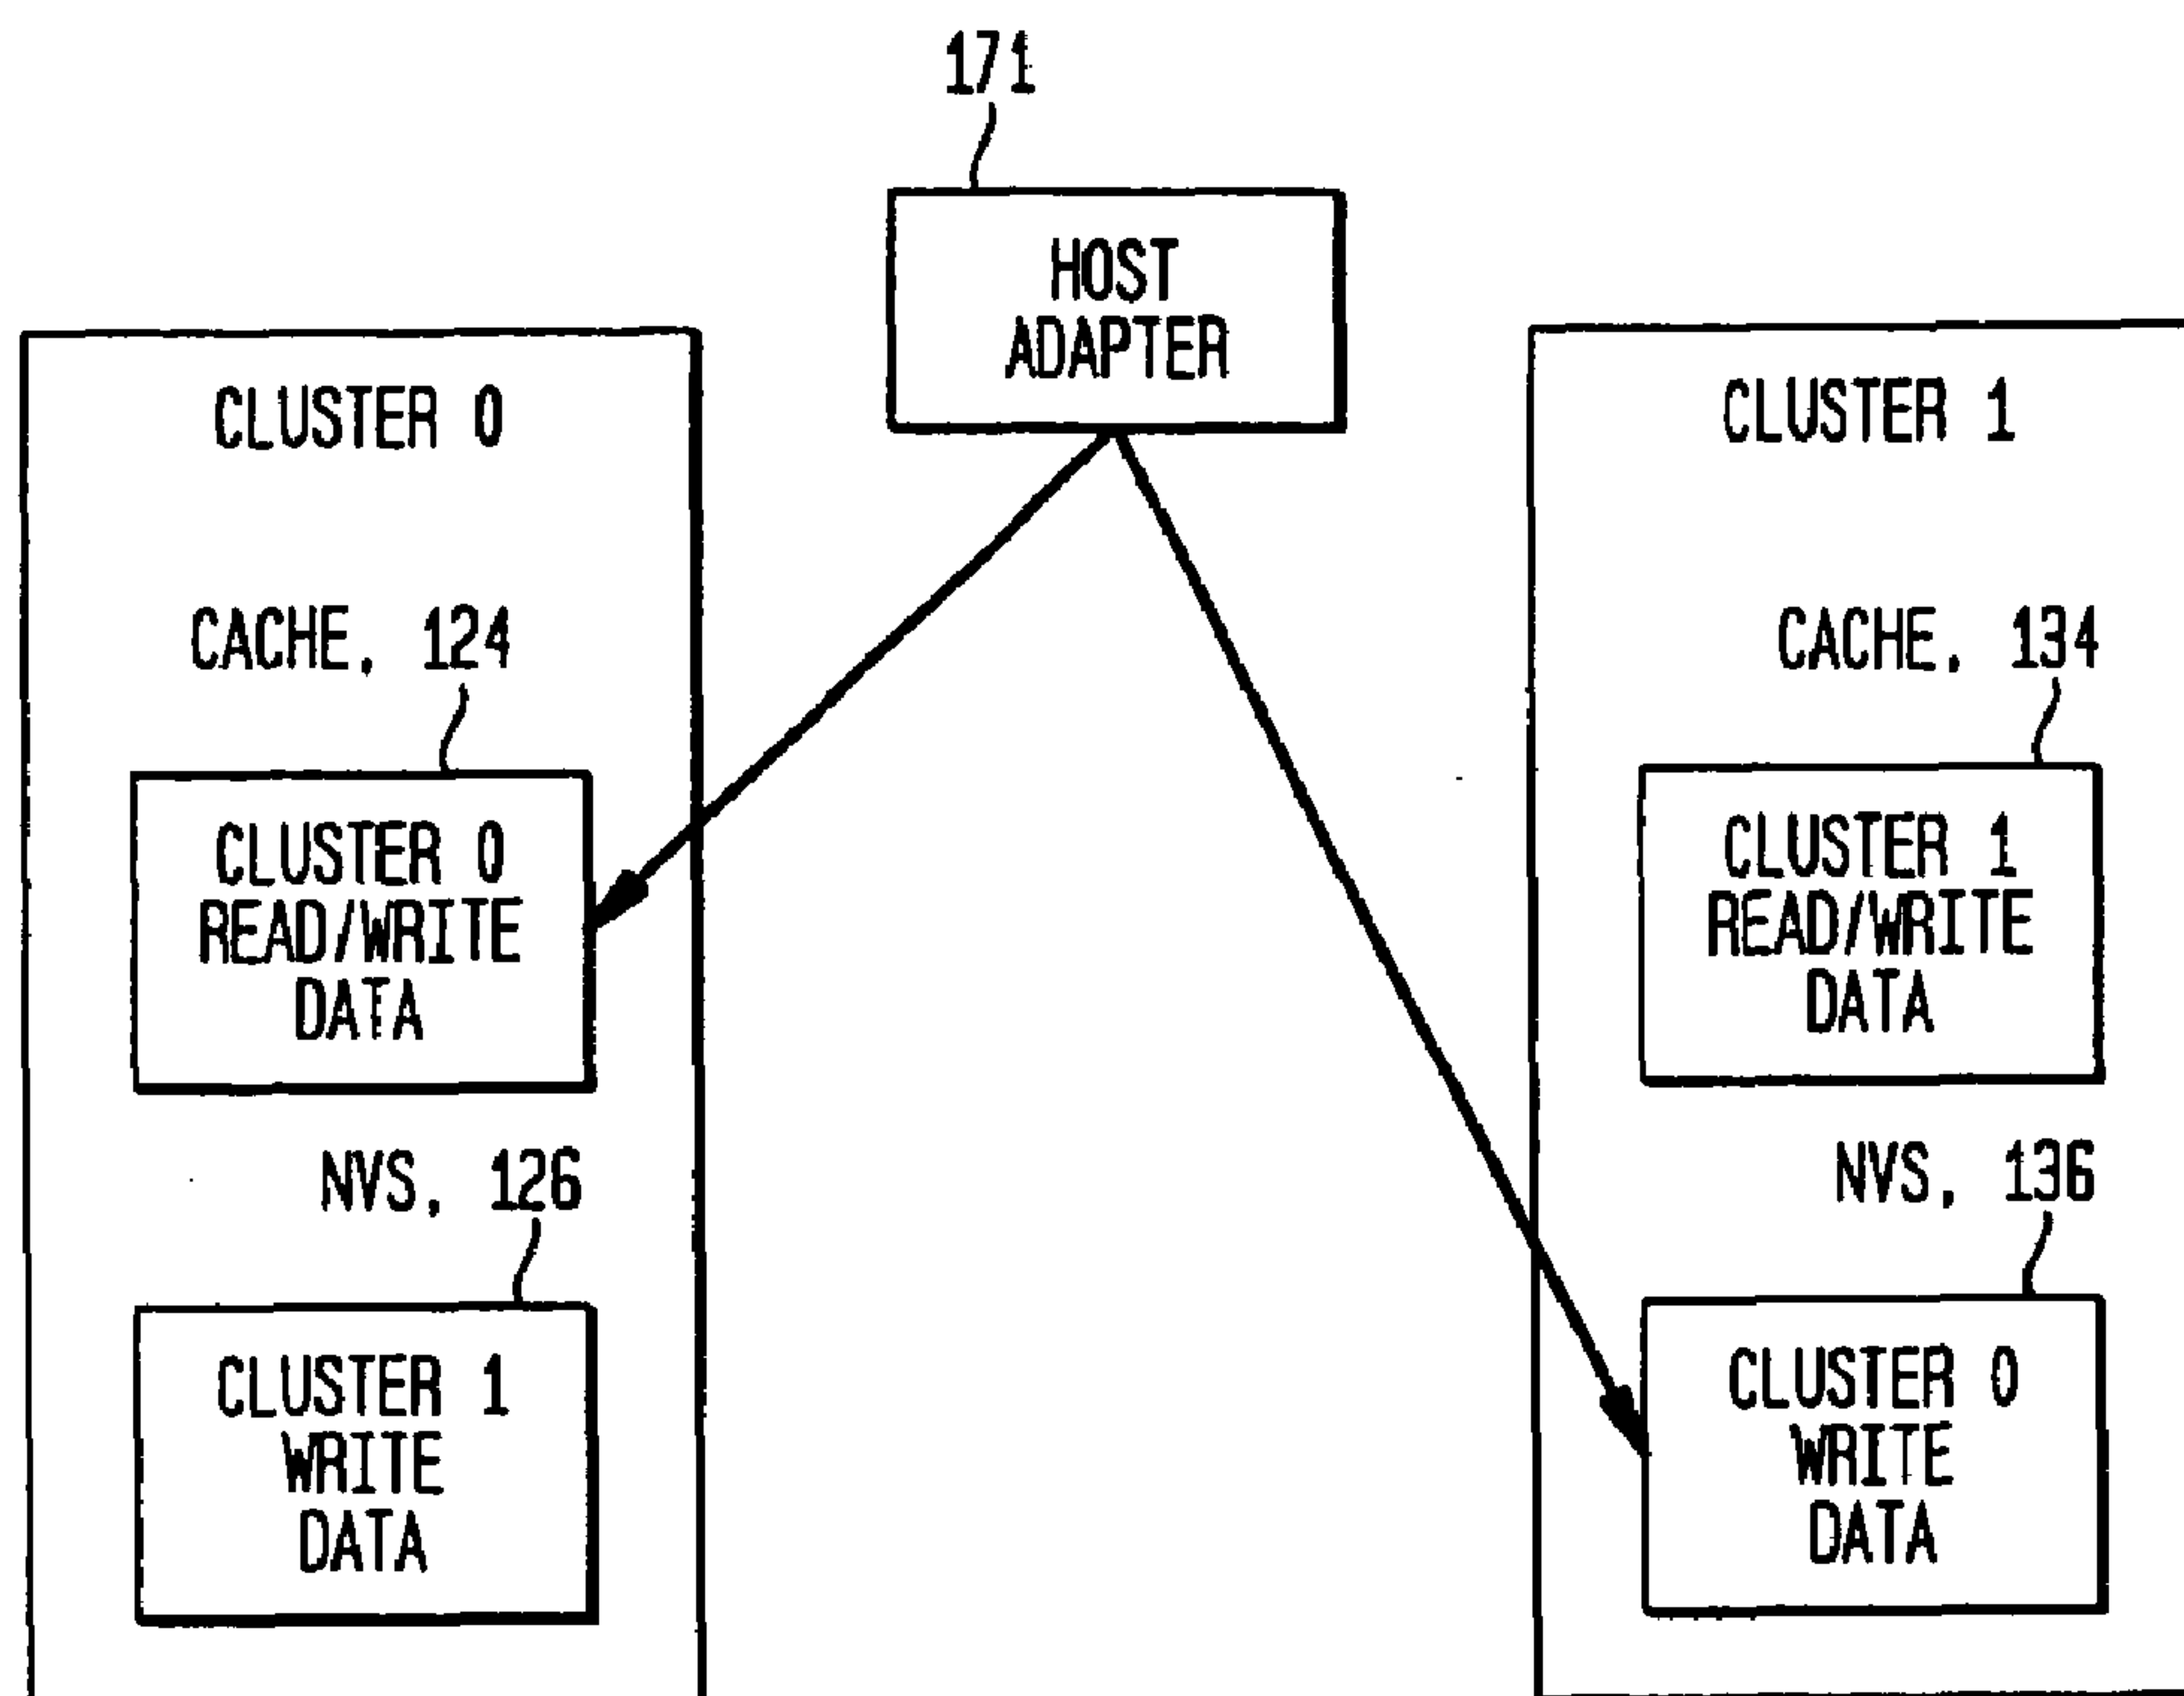 171
HOST
ADAPTER
CLUSTER 0
CACHE, 124
CLUSTER 0
READ/WRITE
DATA
NVS, 126
CLUSTER 1
WRITE
DATA
CLUSTER 1
CACHE, 134
CLUSTER 1
READ/WRITE
DATA
NVS, 136
CLUSTER 0
WRITE
DATA